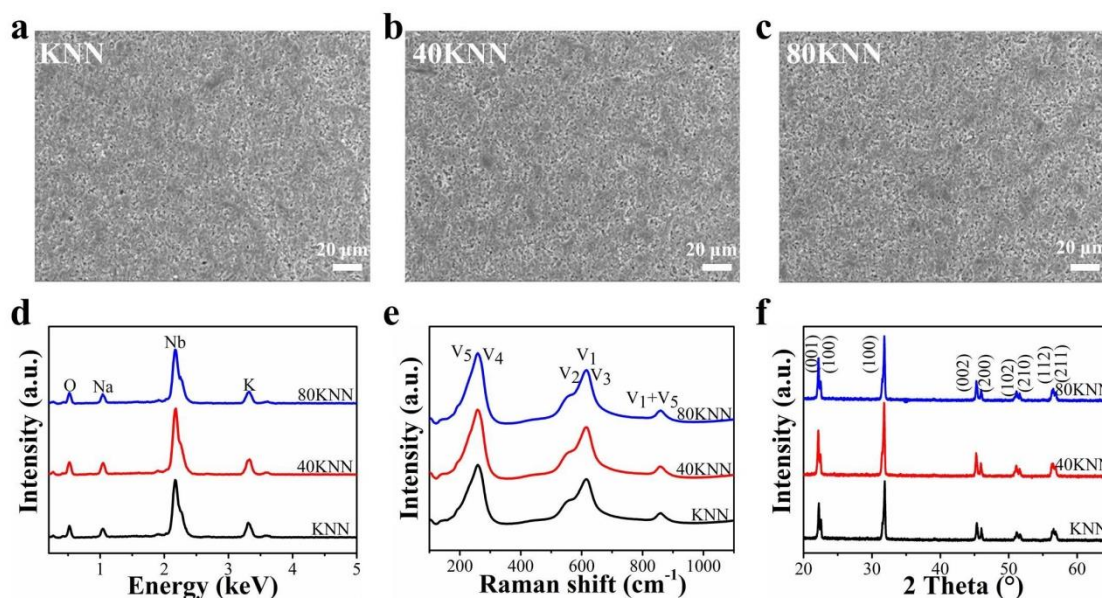 a
KNN
20 μm
b
40KNN
20 μm
c
80KNN
20 μm
d
Intensity (a.u.)
O
Na
Nb
K
80KNN
40KNN
KNN
1 2 3 4 5
Energy (keV)
e
Intensity (a.u.)
V5 V4
V1
V2 V3
V1+V5
80KNN
40KNN
KNN
200 400 600 800 1000
Raman shift (cm-1)
f
Intensity (a.u.)
(001)
(100)
(100)
(002)
(200)
(102)
(210)
(112)
(211)
80KNN
40KNN
KNN
20 30 40 50 60
2 Theta (°)